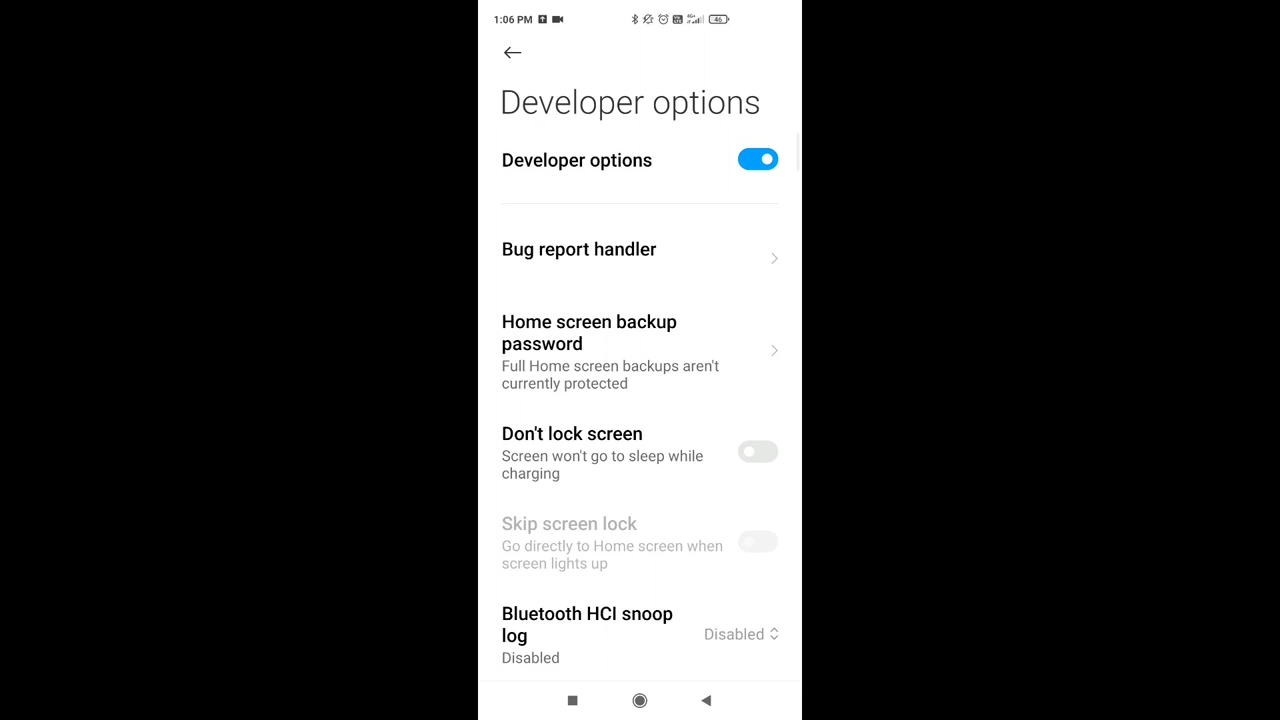 1:06 PM
4G+
46
Developer options
Developer options
Bug report handler
Home screen backup
password
Full Home screen backups aren't
currently protected
Don't lock screen
Screen won't go to sleep while
charging
Skip screen lock
Go directly to Home screen when
screen lights up
Bluetooth HCI snoop
log
Disabled
Disabled